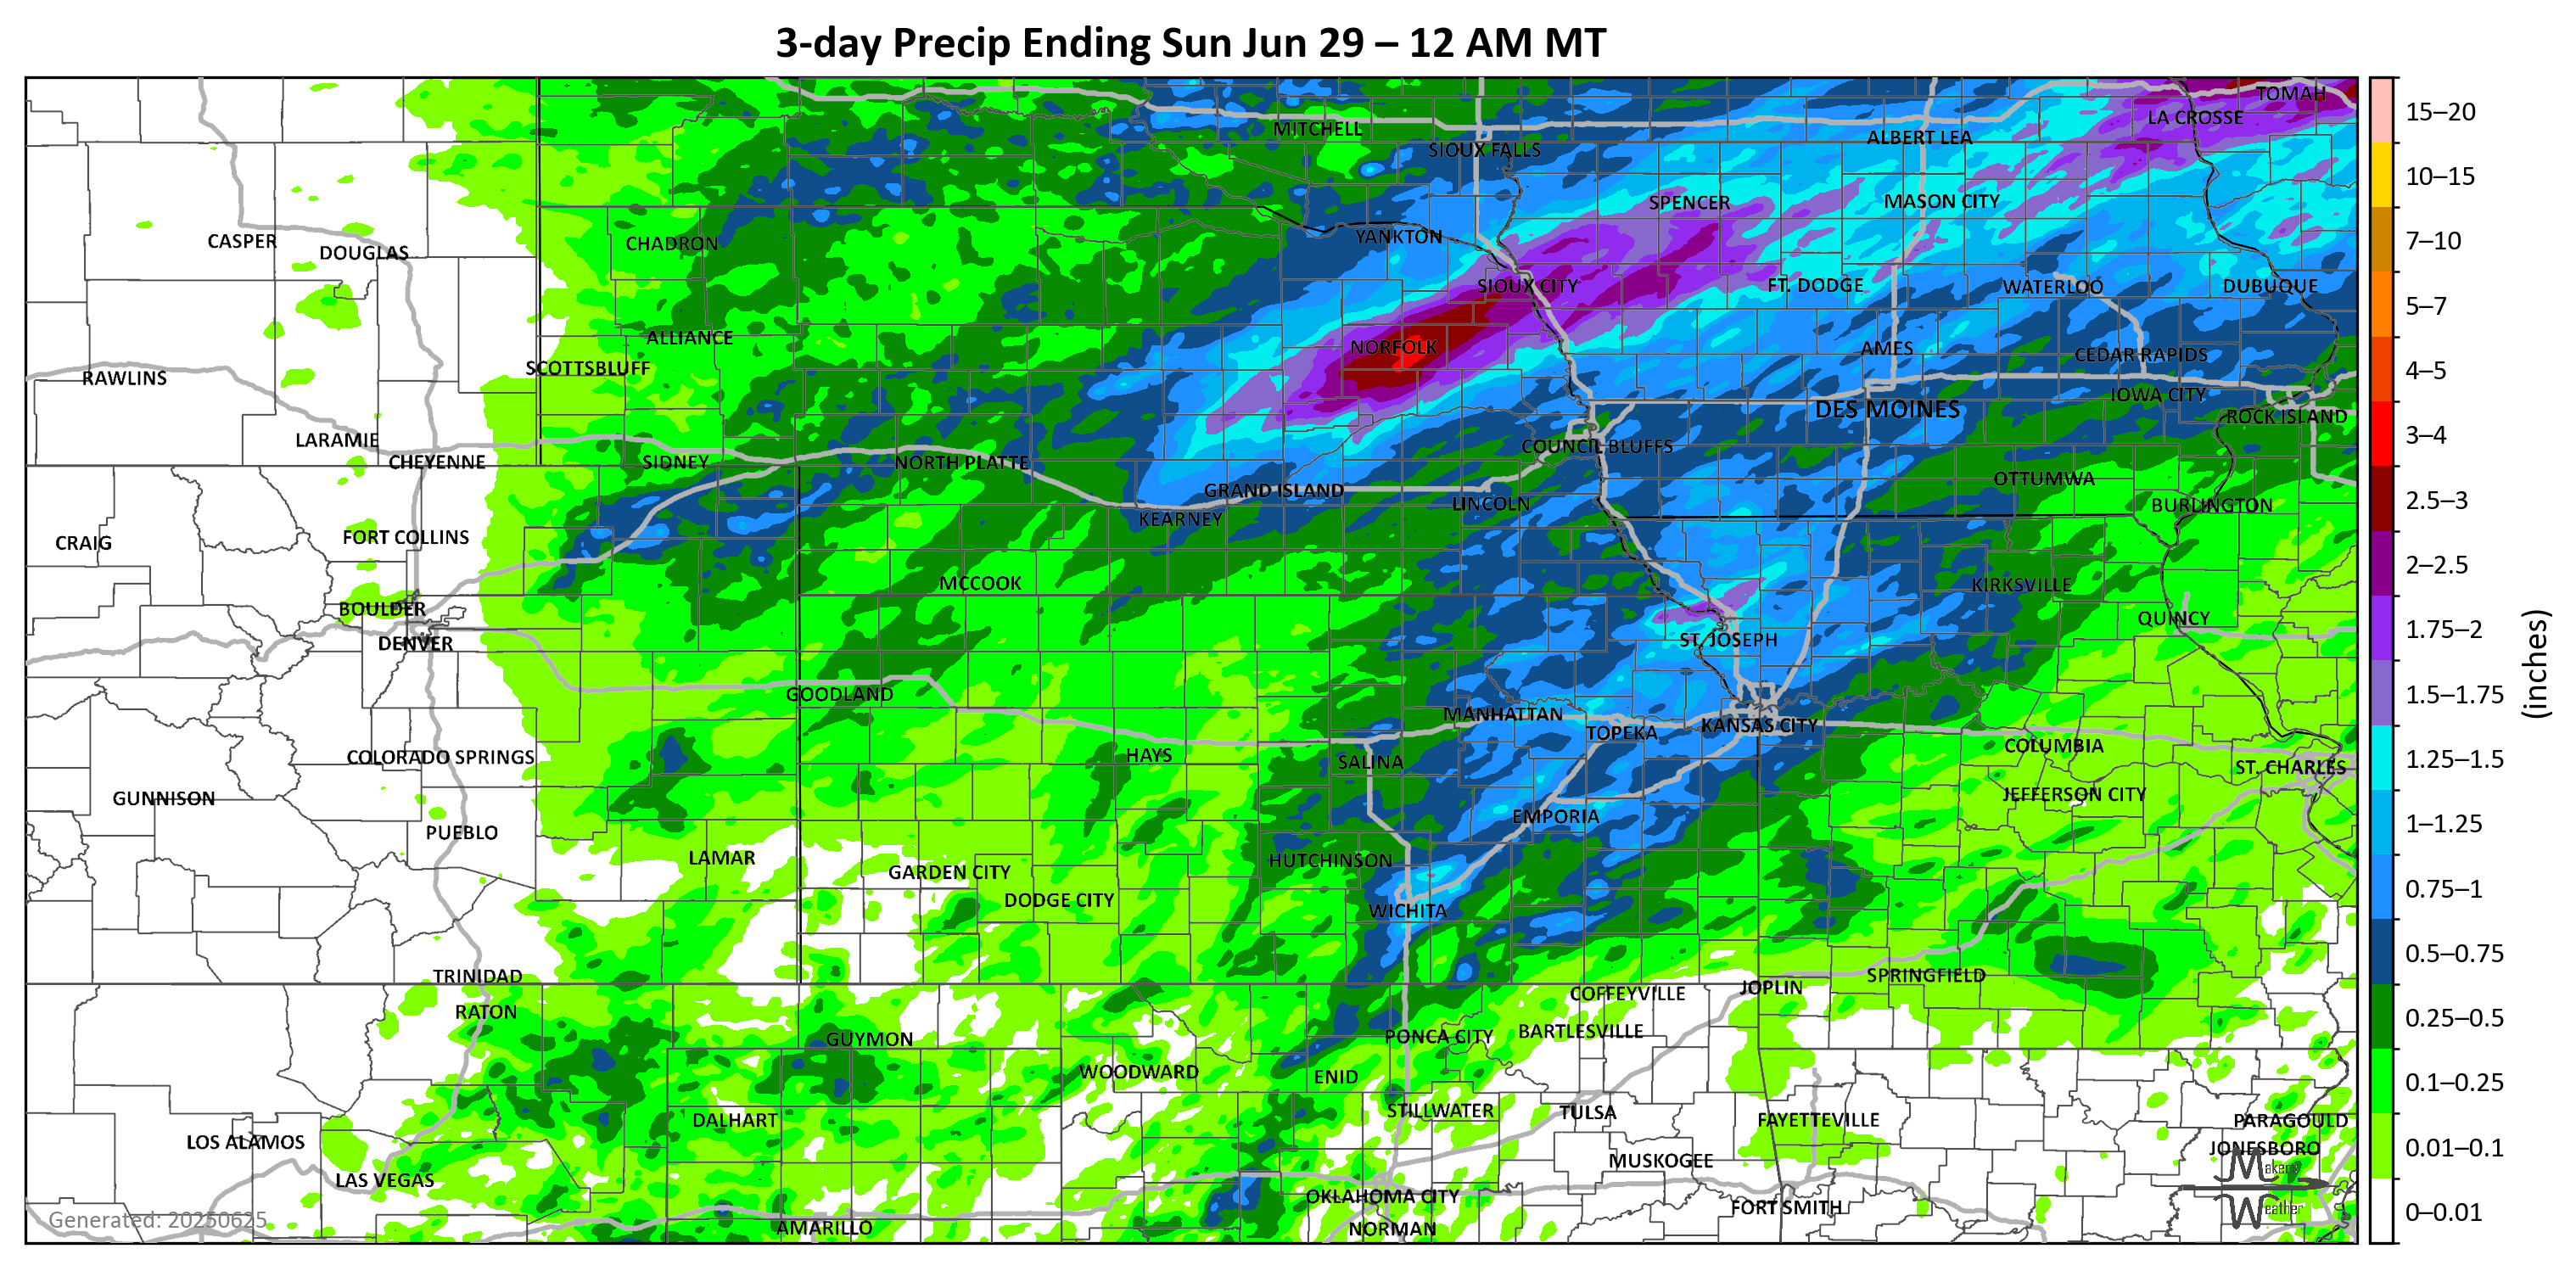 3-day Precip Ending Sun Jun 29 – 12 AM MT
TOMAH
LA CROSSE
MITCHELL
ALBERT LEA
SIOUX FALLS
SPENCER
MASON CITY
YANKTON
CASPER
DOUGLAS
CHADRON
SIOUX CITY
FT. DODGE
WATERLOO
DUBUQUE
ALLIANCE
NORFOLK
AMES
CEDAR RAPIDS
SCOTTSBLUFF
RAWLINS
IOWA CITY
DES MOINES
ROCK ISLAND
LARAMIE
COUNCIL BLUFFS
CHEYENNE
SIDNEY
NORTH PLATTE
OTTUMWA
GRAND ISLAND
LINCOLN
BURLINGTON
KEARNEY
CRAIG
FORT COLLINS
MCCOOK
KIRKSVILLE
BOULDER
QUINCY
DENVER
ST. JOSEPH
GOODLAND
MANHATTAN
TOPEKA
KANSAS CITY
COLUMBIA
COLORADO SPRINGS
HAYS
SALINA
ST. CHARLES
GUNNISON
JEFFERSON CITY
EMPORIA
PUEBLO
LAMAR
HUTCHINSON
GARDEN CITY
DODGE CITY
WICHITA
TRINIDAD
SPRINGFIELD
JOPLIN
COFFEYVILLE
RATON
GUYMON
PONCA CITY
BARTLESVILLE
WOODWARD
ENID
DALHART
STILLWATER
TULSA
FAYETTEVILLE
PARAGOULD
LOS ALAMOS
JONESBORO
MUSKOGEE
LAS VEGAS
OKLAHOMA CITY
FORT SMITH
AMARILLO
NORMAN
Generated: 20250625
Makens
Weather
15–20
10–15
7–10
5–7
4–5
3–4
2.5–3
2–2.5
1.75–2
1.5–1.75
1.25–1.5
1–1.25
0.75–1
0.5–0.75
0.25–0.5
0.1–0.25
0.01–0.1
0–0.01
(inches)